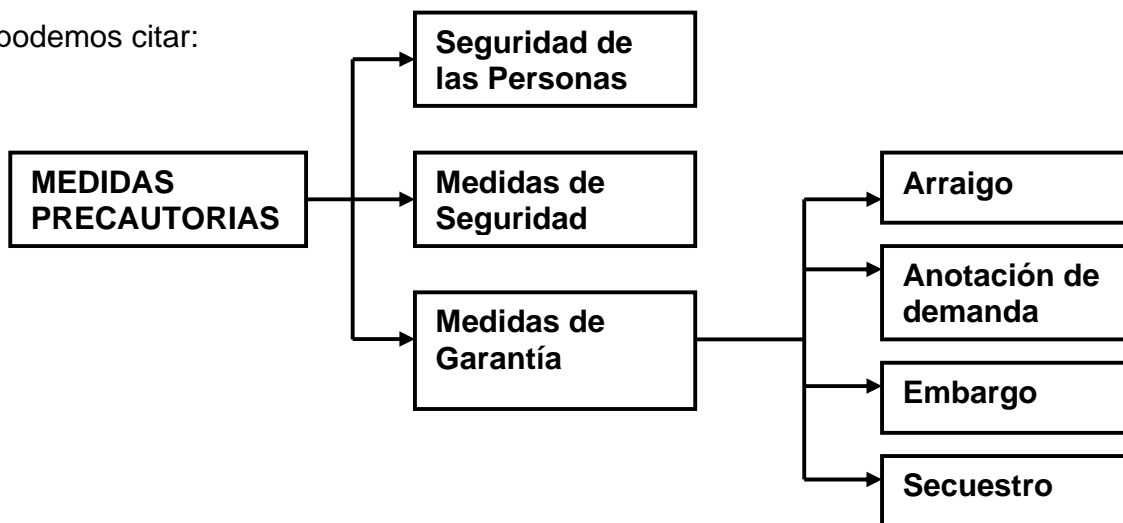 podemos citar:
Seguridad de
las Personas
MEDIDAS
PRECAUTORIAS
Medidas de
Seguridad
Medidas de
Garantía
Arraigo
Anotación de
demanda
Embargo
Secuestro